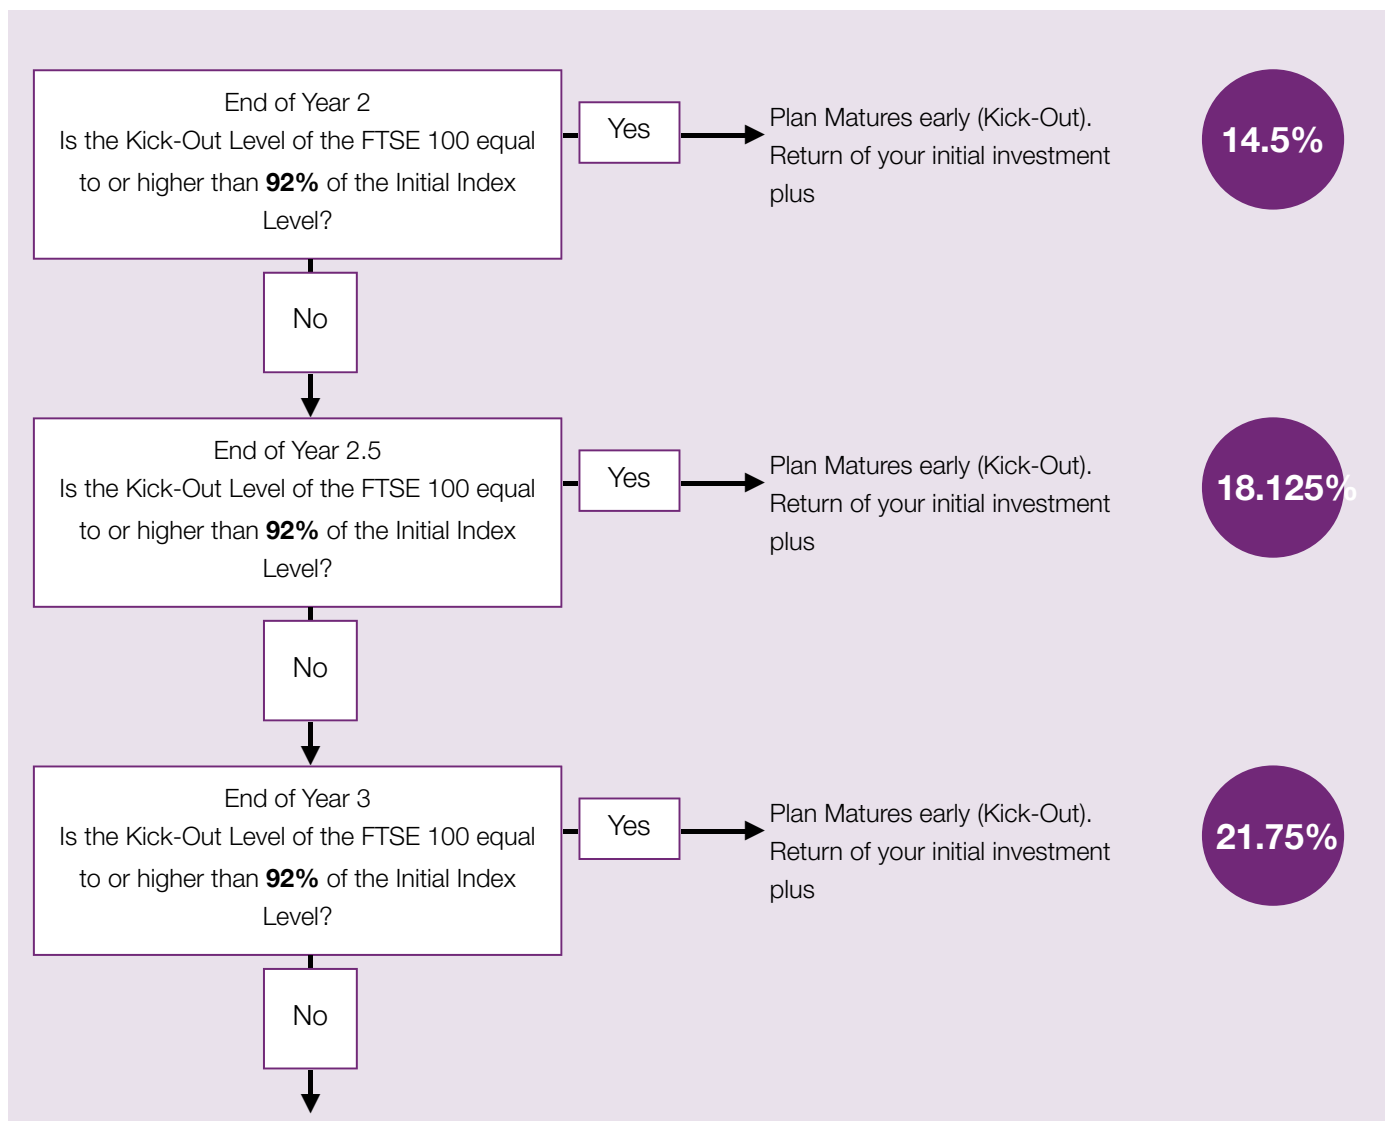 End of Year 2
Is the Kick-Out Level of the FTSE 100 equal
to or higher than 92% of the Initial Index
Level?
Yes
Plan Matures early (Kick-Out).
Return of your initial investment
plus
14.5%
No
End of Year 2.5
Is the Kick-Out Level of the FTSE 100 equal
to or higher than 92% of the Initial Index
Level?
Yes
Plan Matures early (Kick-Out).
Return of your initial investment
plus
18.125%
No
End of Year 3
Is the Kick-Out Level of the FTSE 100 equal
to or higher than 92% of the Initial Index
Level?
Yes
Plan Matures early (Kick-Out).
Return of your initial investment
plus
21.75%
No